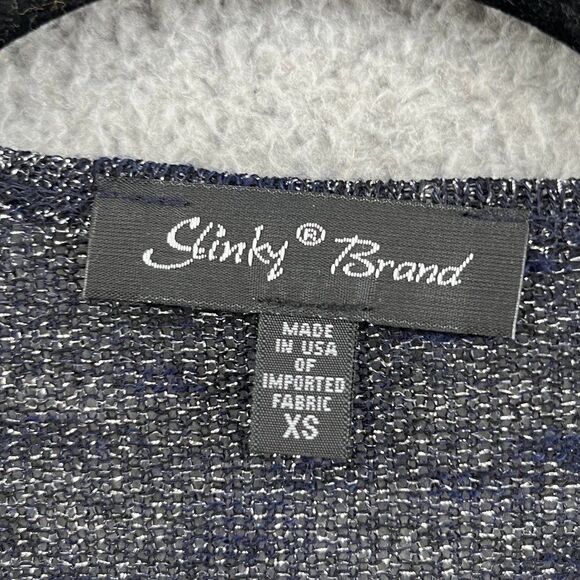 Slinky® Brand
MADE
IN USA
OF
IMPORTED
FABRIC
XS